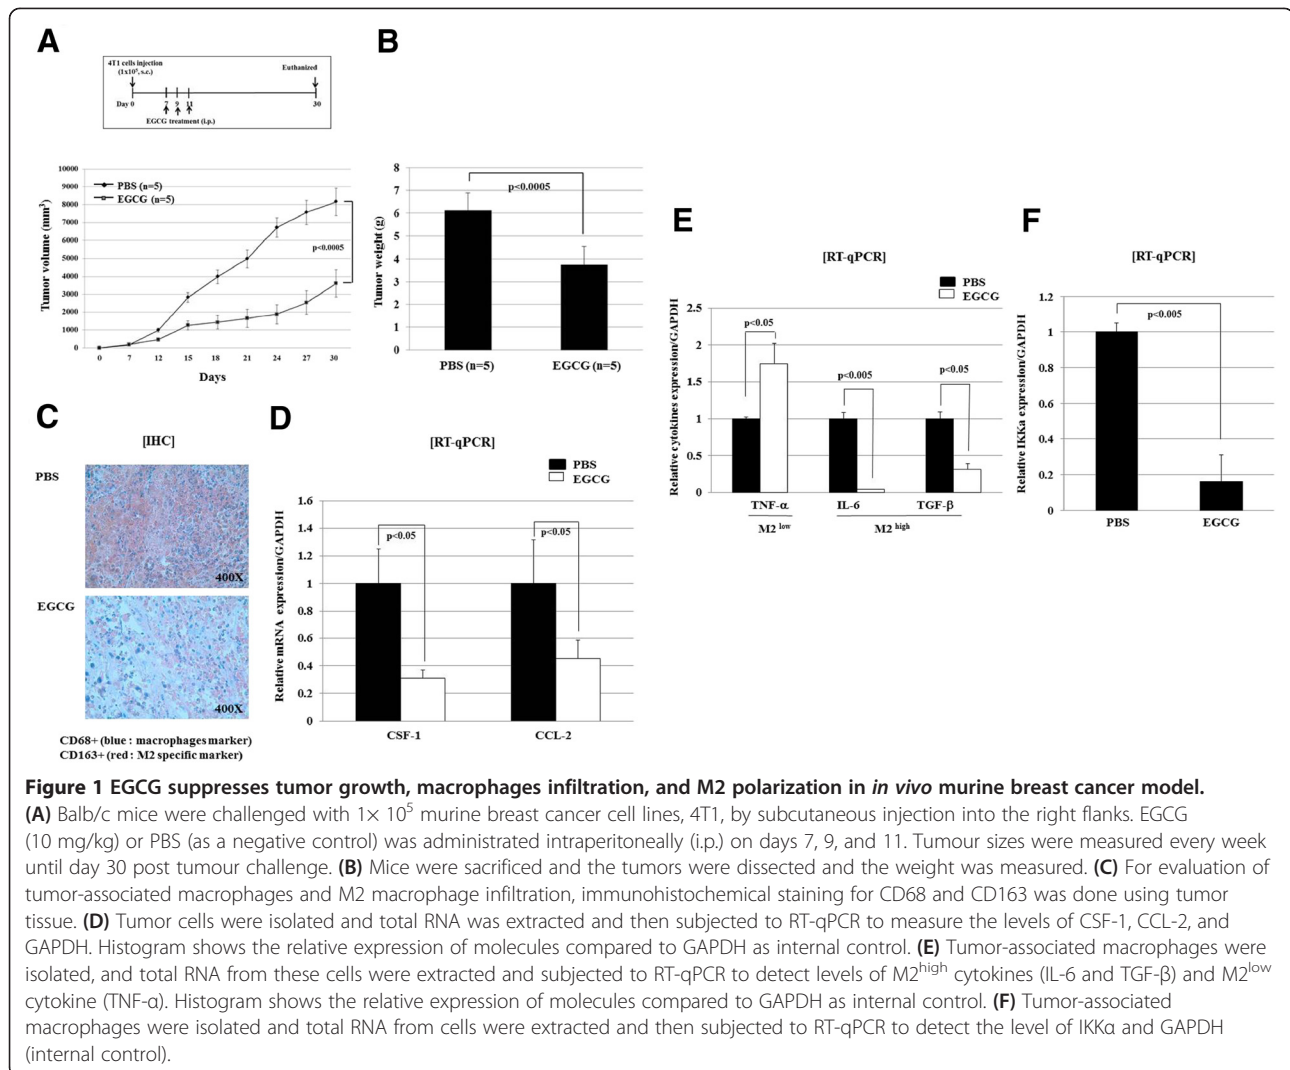 A
4T1 cells injection
(1x10⁵, s.c.)
Euthanized
Day 0 7 9 11 30
EGCG treatment (i.p.)
10000
9000
8000
7000
6000
5000
4000
3000
2000
1000
0
Tumor volume (mm³)
PBS (n=5)
EGCG (n=5)
p<0.0005
0 7 12 15 18 21 24 27 30
Days
B
8
7
6
5
4
3
2
1
0
Tumor weight (g)
p<0.0005
PBS (n=5) EGCG (n=5)
C
[IHC]
PBS
400X
EGCG
400X
CD68+ (blue : macrophages marker)
CD163+ (red : M2 specific marker)
D
[RT-qPCR]
PBS
EGCG
1.6
1.4
1.2
1
0.8
0.6
0.4
0.2
0
Relative mRNA expression/GAPDH
p<0.05
p<0.05
CSF-1 CCL-2
E
[RT-qPCR]
PBS
EGCG
2.5
2
1.5
1
0.5
0
Relative cytokines expression/GAPDH
p<0.05
p<0.005
p<0.05
TNF-α IL-6 TGF-β
M2 low M2 high
F
[RT-qPCR]
1.2
1
0.8
0.6
0.4
0.2
0
Relative IKKa expression/GAPDH
p<0.005
PBS EGCG
Figure 1 EGCG suppresses tumor growth, macrophages infiltration, and M2 polarization in in vivo murine breast cancer model.
(A) Balb/c mice were challenged with 1× 10⁵ murine breast cancer cell lines, 4T1, by subcutaneous injection into the right flanks. EGCG
(10 mg/kg) or PBS (as a negative control) was administrated intraperitoneally (i.p.) on days 7, 9, and 11. Tumour sizes were measured every week
until day 30 post tumour challenge. (B) Mice were sacrificed and the tumors were dissected and the weight was measured. (C) For evaluation of
tumor-associated macrophages and M2 macrophage infiltration, immunohistochemical staining for CD68 and CD163 was done using tumor
tissue. (D) Tumor cells were isolated and total RNA was extracted and then subjected to RT-qPCR to measure the levels of CSF-1, CCL-2, and
GAPDH. Histogram shows the relative expression of molecules compared to GAPDH as internal control. (E) Tumor-associated macrophages were
isolated, and total RNA from these cells were extracted and subjected to RT-qPCR to detect levels of M2high cytokines (IL-6 and TGF-β) and M2low
cytokine (TNF-α). Histogram shows the relative expression of molecules compared to GAPDH as internal control. (F) Tumor-associated
macrophages were isolated and total RNA from cells were extracted and then subjected to RT-qPCR to detect the level of IKKα and GAPDH
(internal control).